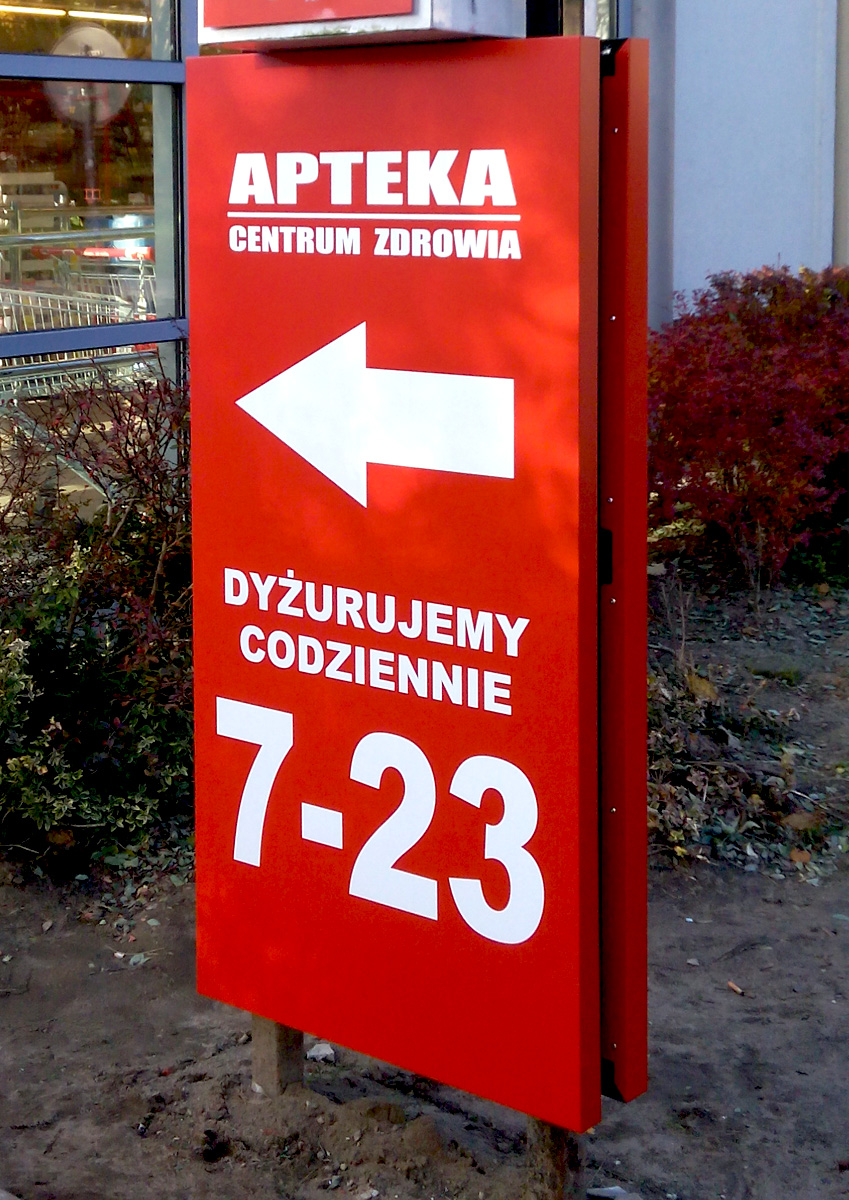 APTEKA
CENTRUM ZDROWIA
DYŻURUJEMY
CODZIENNIE
7-23